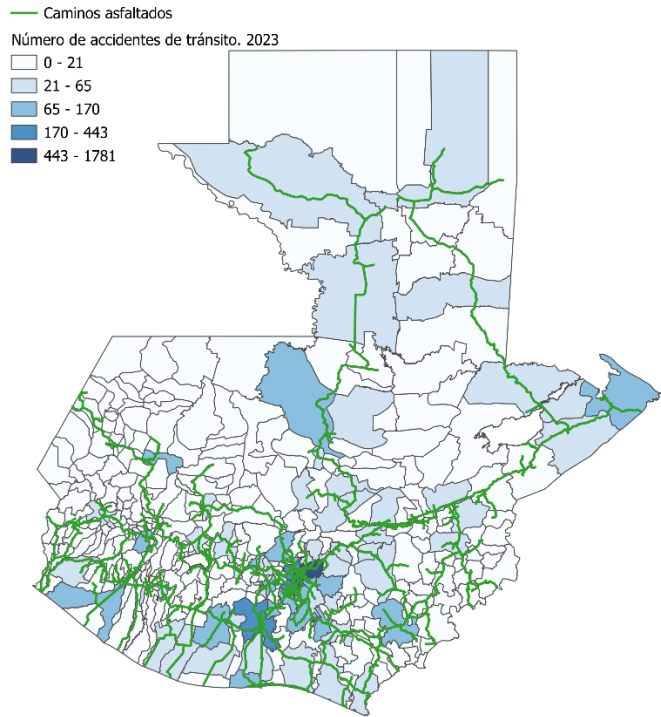 Caminos asfaltados
Número de accidentes de tránsito. 2023
0 - 21
21 - 65
65 - 170
170 - 443
443 - 1781